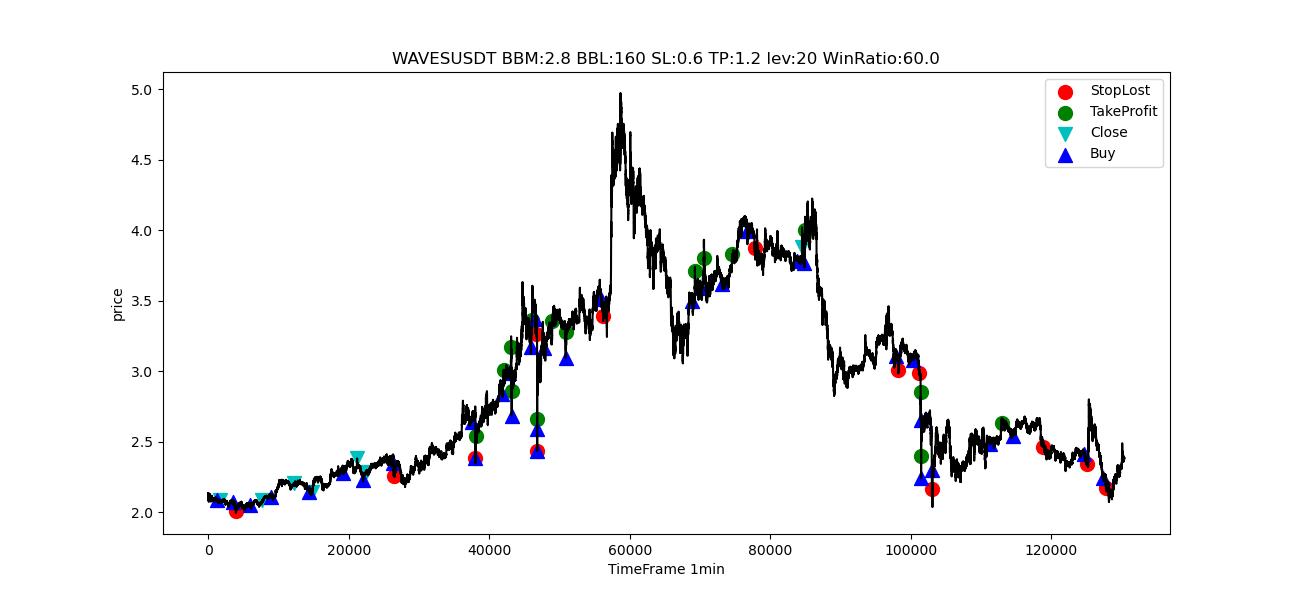 WAVESUSDT BBM:2.8 BBL:160 SL:0.6 TP:1.2 lev:20 WinRatio:60.0
StopLost
TakeProfit
Close
Buy
5.0
4.5
4.0
3.5
3.0
2.5
2.0
price
0 20000 40000 60000 80000 100000 120000
TimeFrame 1min